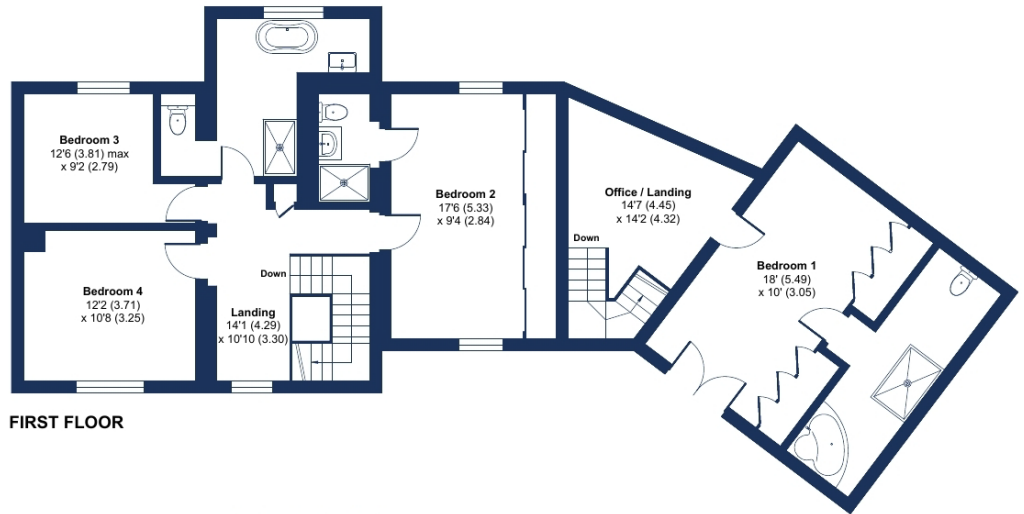 Bedroom 3
12'6 (3.81) max
x 9'2 (2.79)
Bedroom 2
17'6 (5.33)
x 9'4 (2.84)
Office / Landing
14'7 (4.45)
x 14'2 (4.32)
Down
Bedroom 1
18' (5.49)
x 10' (3.05)
Bedroom 4
12'2 (3.71)
x 10'8 (3.25)
Down
Landing
14'1 (4.29)
x 10'10 (3.30)
FIRST FLOOR